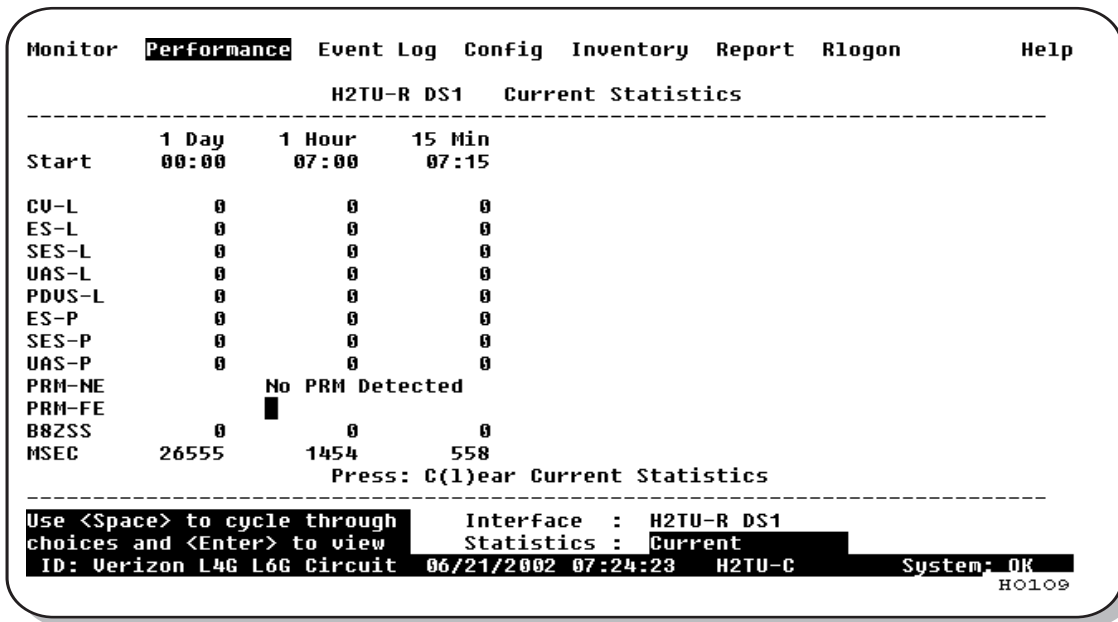 Monitor Performance Event Log Config Inventory Report Rlogon Help
H2TU-R DS1 Current Statistics
1 Day 1 Hour 15 Min
Start 00:00 07:00 07:15
CV-L 0 0 0
ES-L 0 0 0
SES-L 0 0 0
UAS-L 0 0 0
PDVS-L 0 0 0
ES-P 0 0 0
SES-P 0 0 0
UAS-P 0 0 0
PRM-NE No PRM Detected
PRM-FE
B8ZSS 0 0 0
MSEC 26555 1454 558
Press: C(l)ear Current Statistics
Use <Space> to cycle through Interface : H2TU-R DS1
choices and <Enter> to view Statistics : Current
ID: Verizon L4G L6G Circuit 06/21/2002 07:24:23 H2TU-C System: OK
HO109